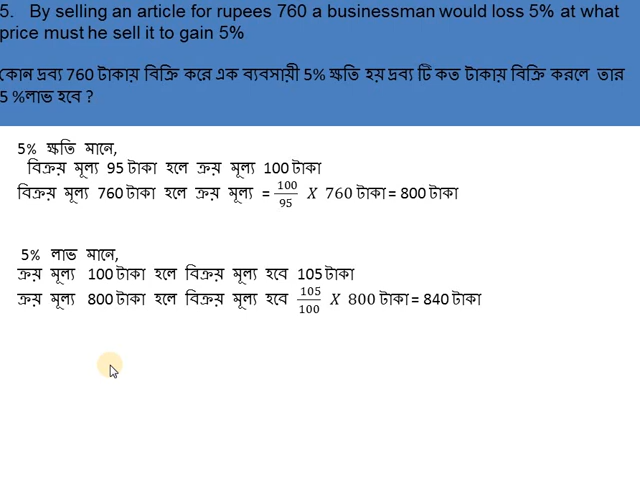 5.  By selling an article for rupees 760 a businessman would loss 5% at what
price must he sell it to gain 5%
কোন দ্রব্য 760 টাকায় বিক্রি করে এক ব্যবসায়ী 5% ক্ষতি হয় দ্রব্য টি কত টাকায় বিক্রি করলে তার
5 %লাভ হবে ?
5% ক্ষতি মানে,
বিক্রয় মূল্য 95 টাকা হলে ক্রয় মূল্য 100 টাকা
বিক্রয় মূল্য 760 টাকা হলে ক্রয় মূল্য = 100/95 X 760 টাকা = 800 টাকা
5% লাভ মানে,
ক্রয় মূল্য 100 টাকা হলে বিক্রয় মূল্য হবে 105 টাকা
ক্রয় মূল্য 800 টাকা হলে বিক্রয় মূল্য হবে 105/100 X 800 টাকা = 840 টাকা